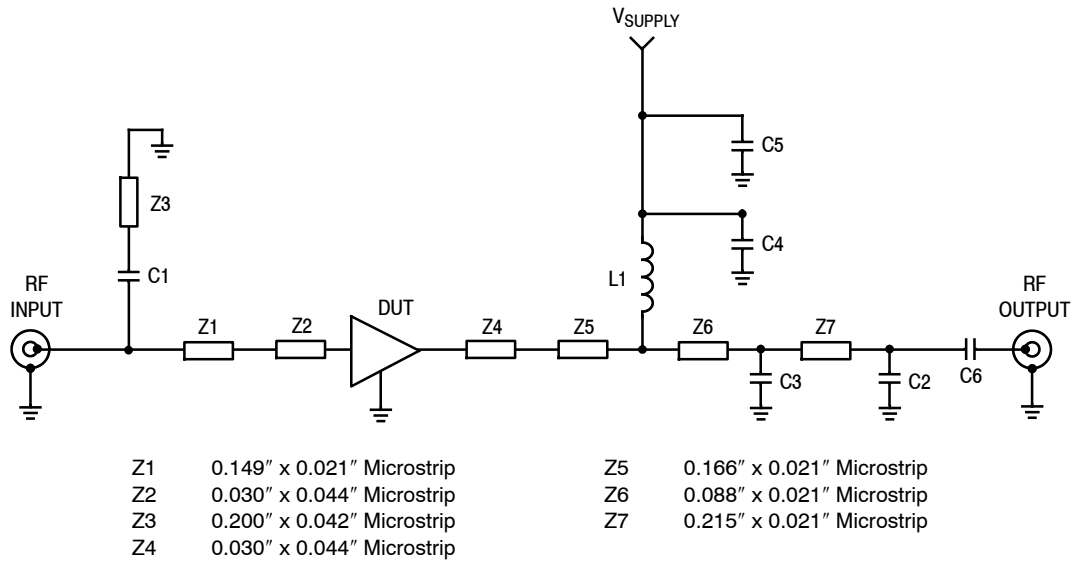 VSUPPLY
C5
Z3
C4
C1
L1
RF
INPUT
RF
OUTPUT
DUT
Z1
Z2
Z4
Z5
Z6
Z7
C3
C2
C6
Z1 0.149″ x 0.021″ Microstrip
Z2 0.030″ x 0.044″ Microstrip
Z3 0.200″ x 0.042″ Microstrip
Z4 0.030″ x 0.044″ Microstrip
Z5 0.166″ x 0.021″ Microstrip
Z6 0.088″ x 0.021″ Microstrip
Z7 0.215″ x 0.021″ Microstrip